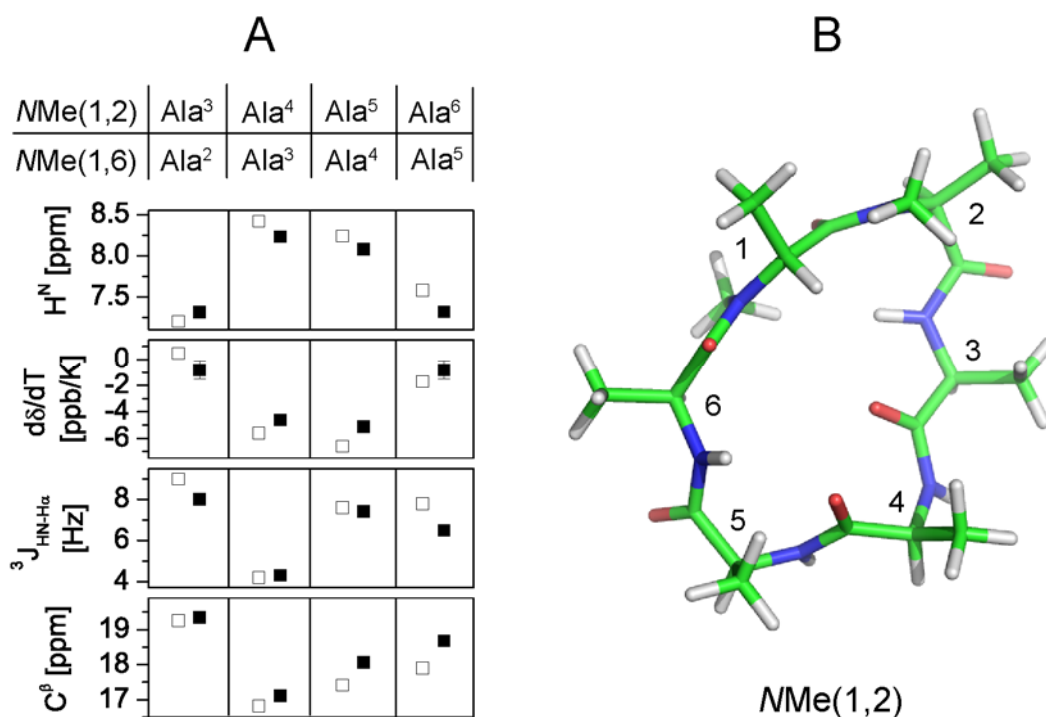 A
B
NMe(1,2) Ala³ Ala⁴ Ala⁵ Ala⁶
NMe(1,6) Ala² Ala³ Ala⁴ Ala⁵
Hᴺ [ppm]
8.5
8.0
7.5
dδ/dT
[ppb/K]
0
-2
-4
-6
³J_HN-Hα
[Hz]
8
6
4
Cᵝ [ppm]
19
18
17
1
2
3
4
5
6
NMe(1,2)